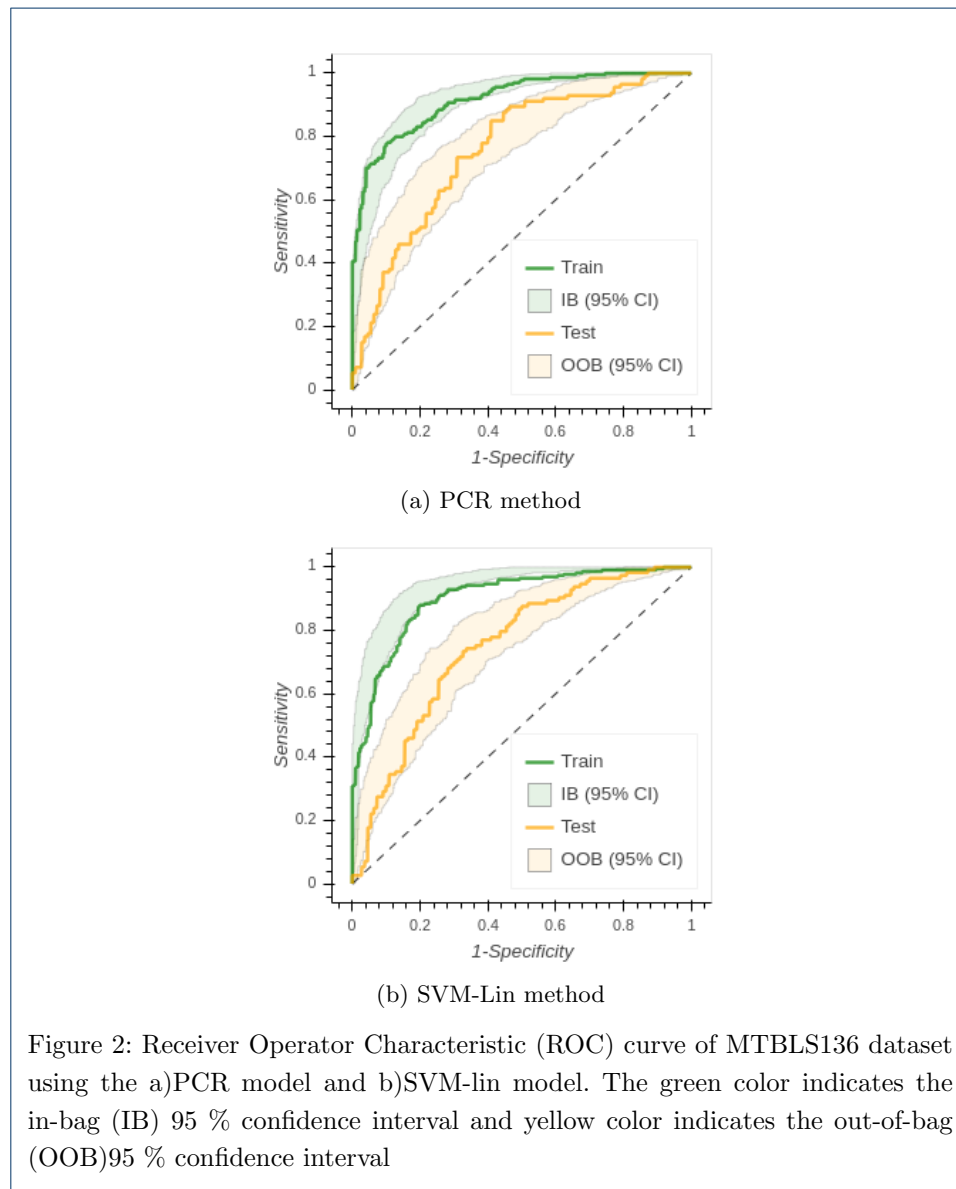 1
0.8
0.6
0.4
0.2
0
Sensitivity
Train
IB (95% CI)
Test
OOB (95% CI)
0 0.2 0.4 0.6 0.8 1
1-Specificity
(a) PCR method
1
0.8
0.6
0.4
0.2
0
Sensitivity
Train
IB (95% CI)
Test
OOB (95% CI)
0 0.2 0.4 0.6 0.8 1
1-Specificity
(b) SVM-Lin method
Figure 2: Receiver Operator Characteristic (ROC) curve of MTBLS136 dataset
using the a)PCR model and b)SVM-lin model. The green color indicates the
in-bag (IB) 95 % confidence interval and yellow color indicates the out-of-bag
(OOB)95 % confidence interval